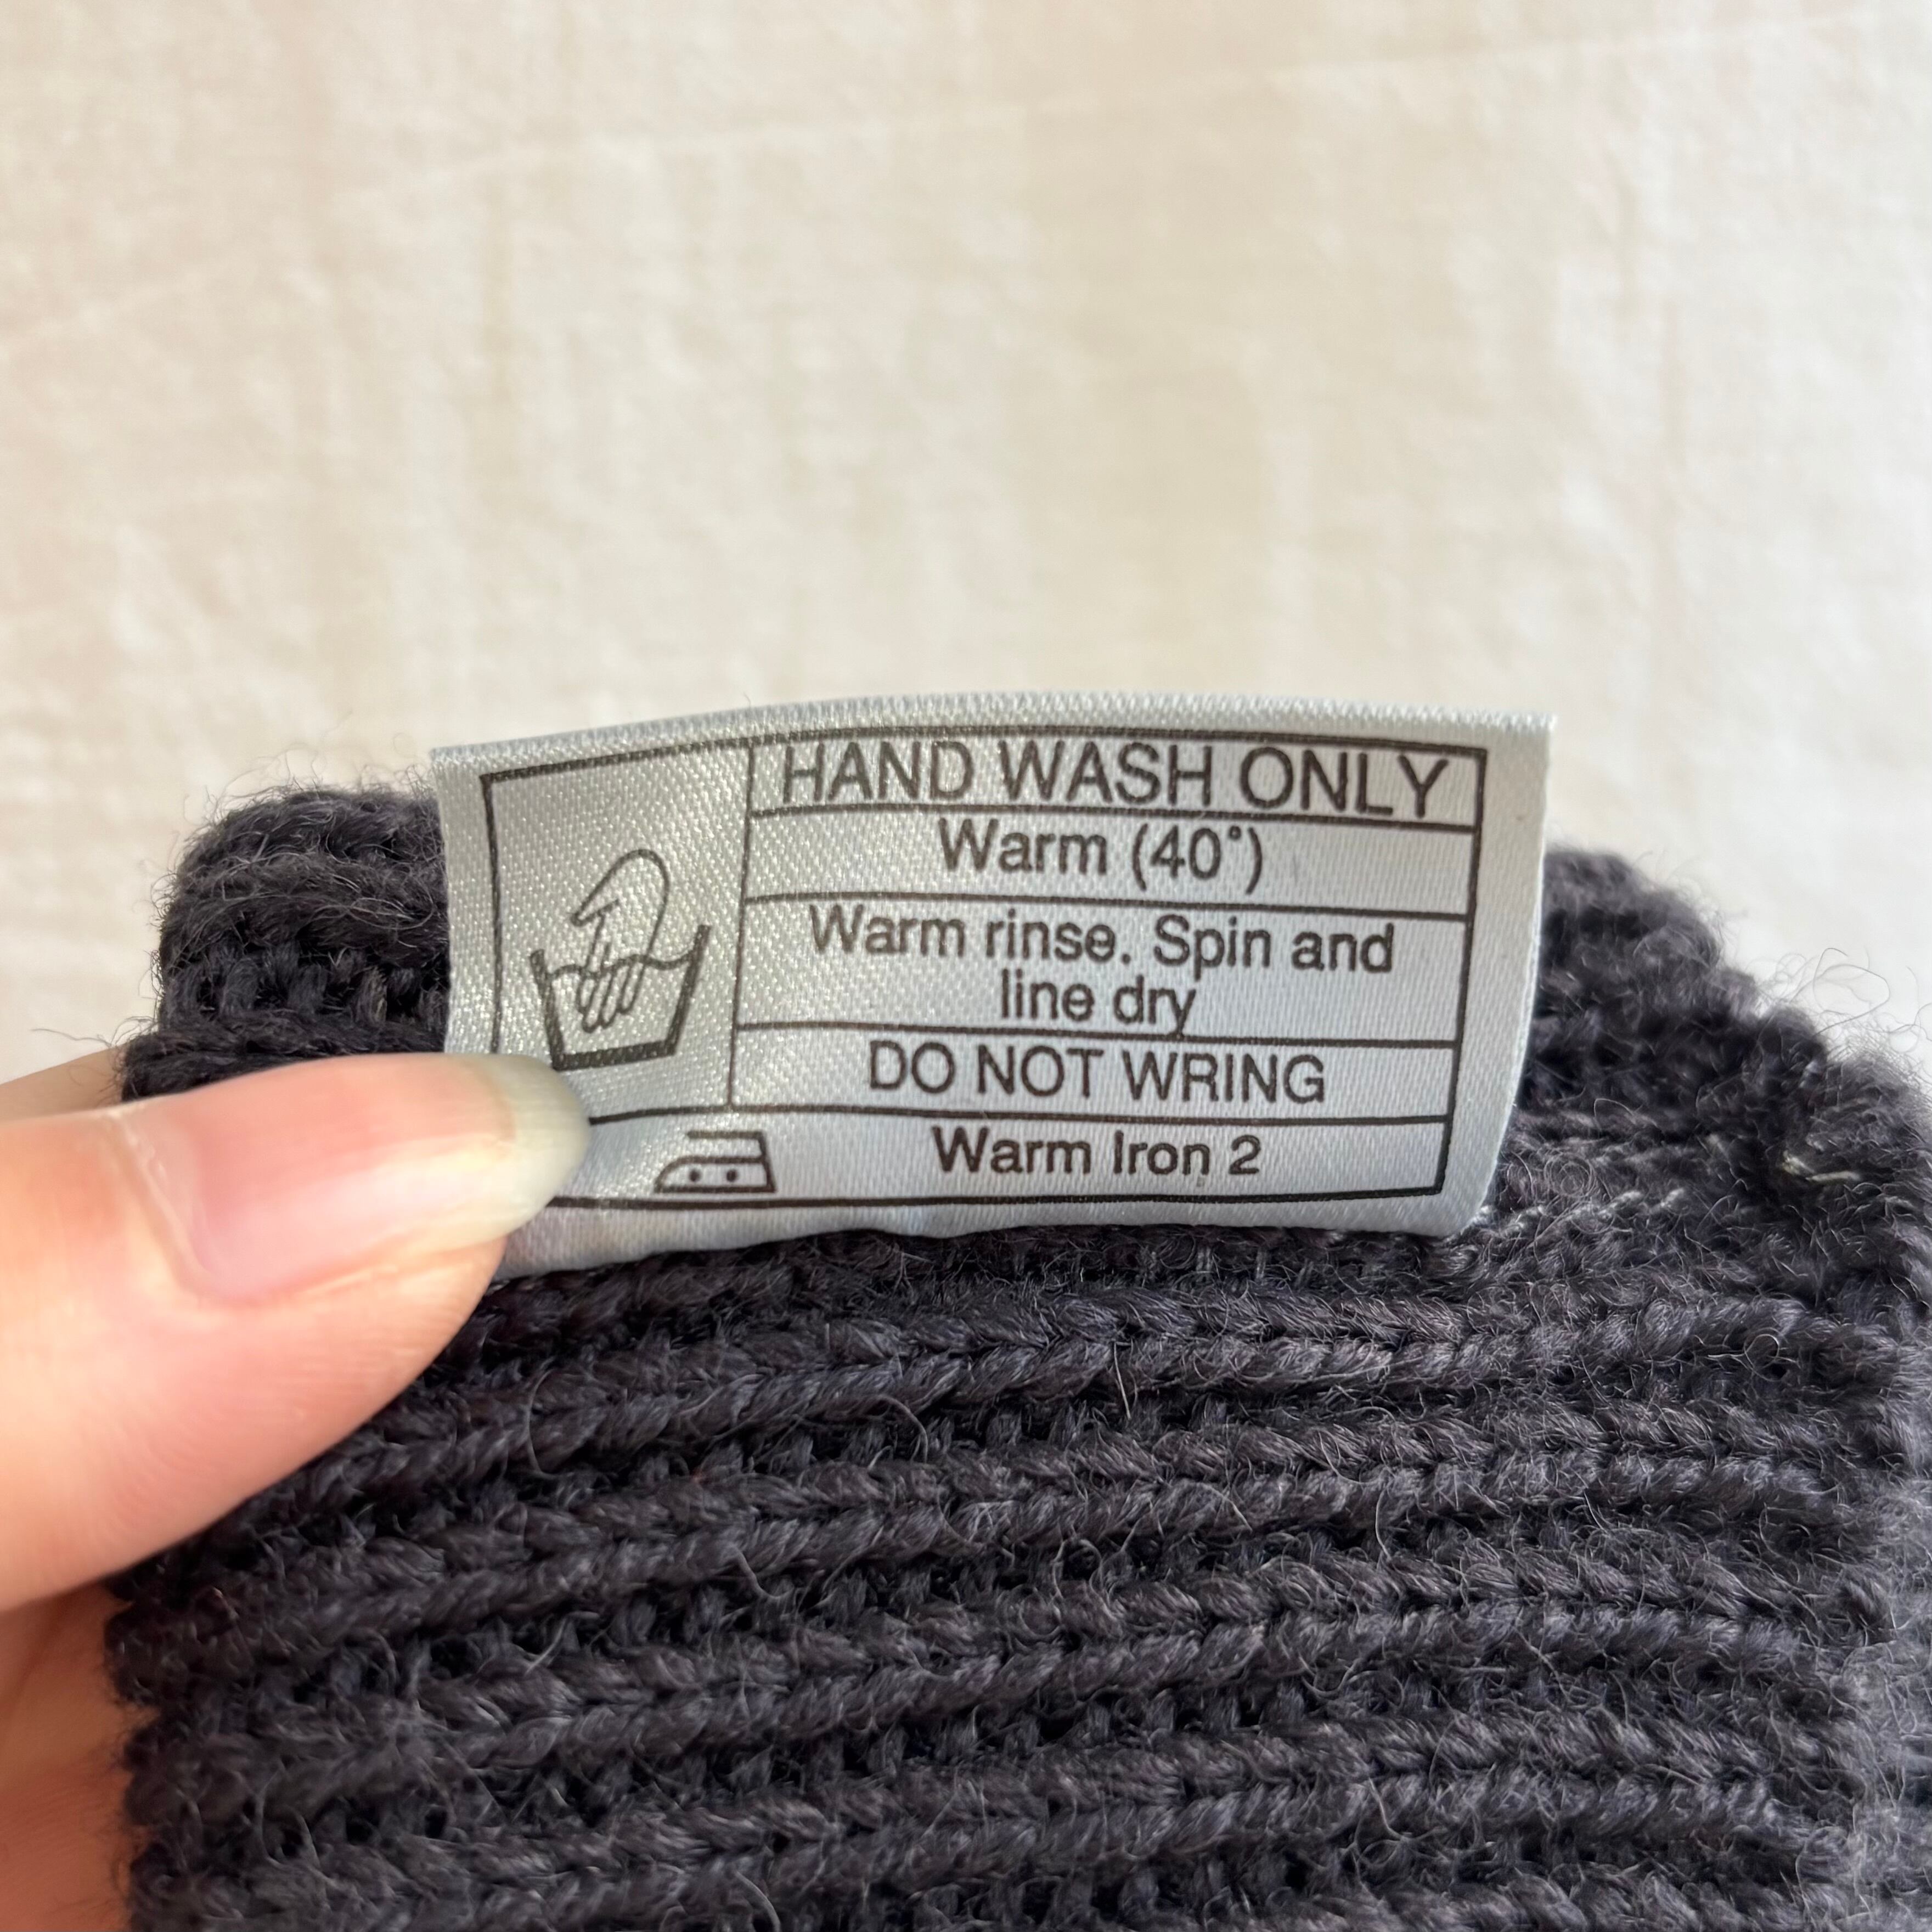 HAND WASH ONLY
Warm (40°)
Warm rinse. Spin and
line dry
DO NOT WRING
Warm Iron 2